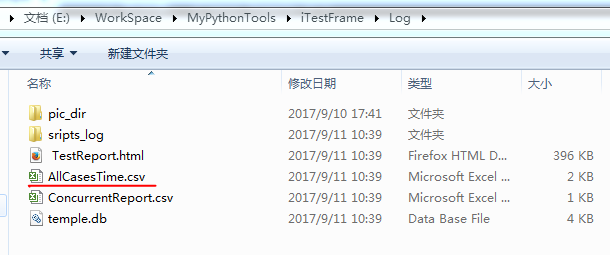 文档 (E:) ▸ WorkSpace ▸ MyPythonTools ▸ iTestFrame ▸ Log ▸
共享 新建文件夹
名称 修改日期 类型 大小
pic_dir 2017/9/10 17:41 文件夹
sripts_log 2017/9/11 10:39 文件夹
TestReport.html 2017/9/11 10:39 Firefox HTML D... 396 KB
AllCasesTime.csv 2017/9/11 10:39 Microsoft Excel ... 2 KB
ConcurrentReport.csv 2017/9/11 10:39 Microsoft Excel ... 2 KB
temple.db 2017/9/11 10:39 Data Base File 4 KB